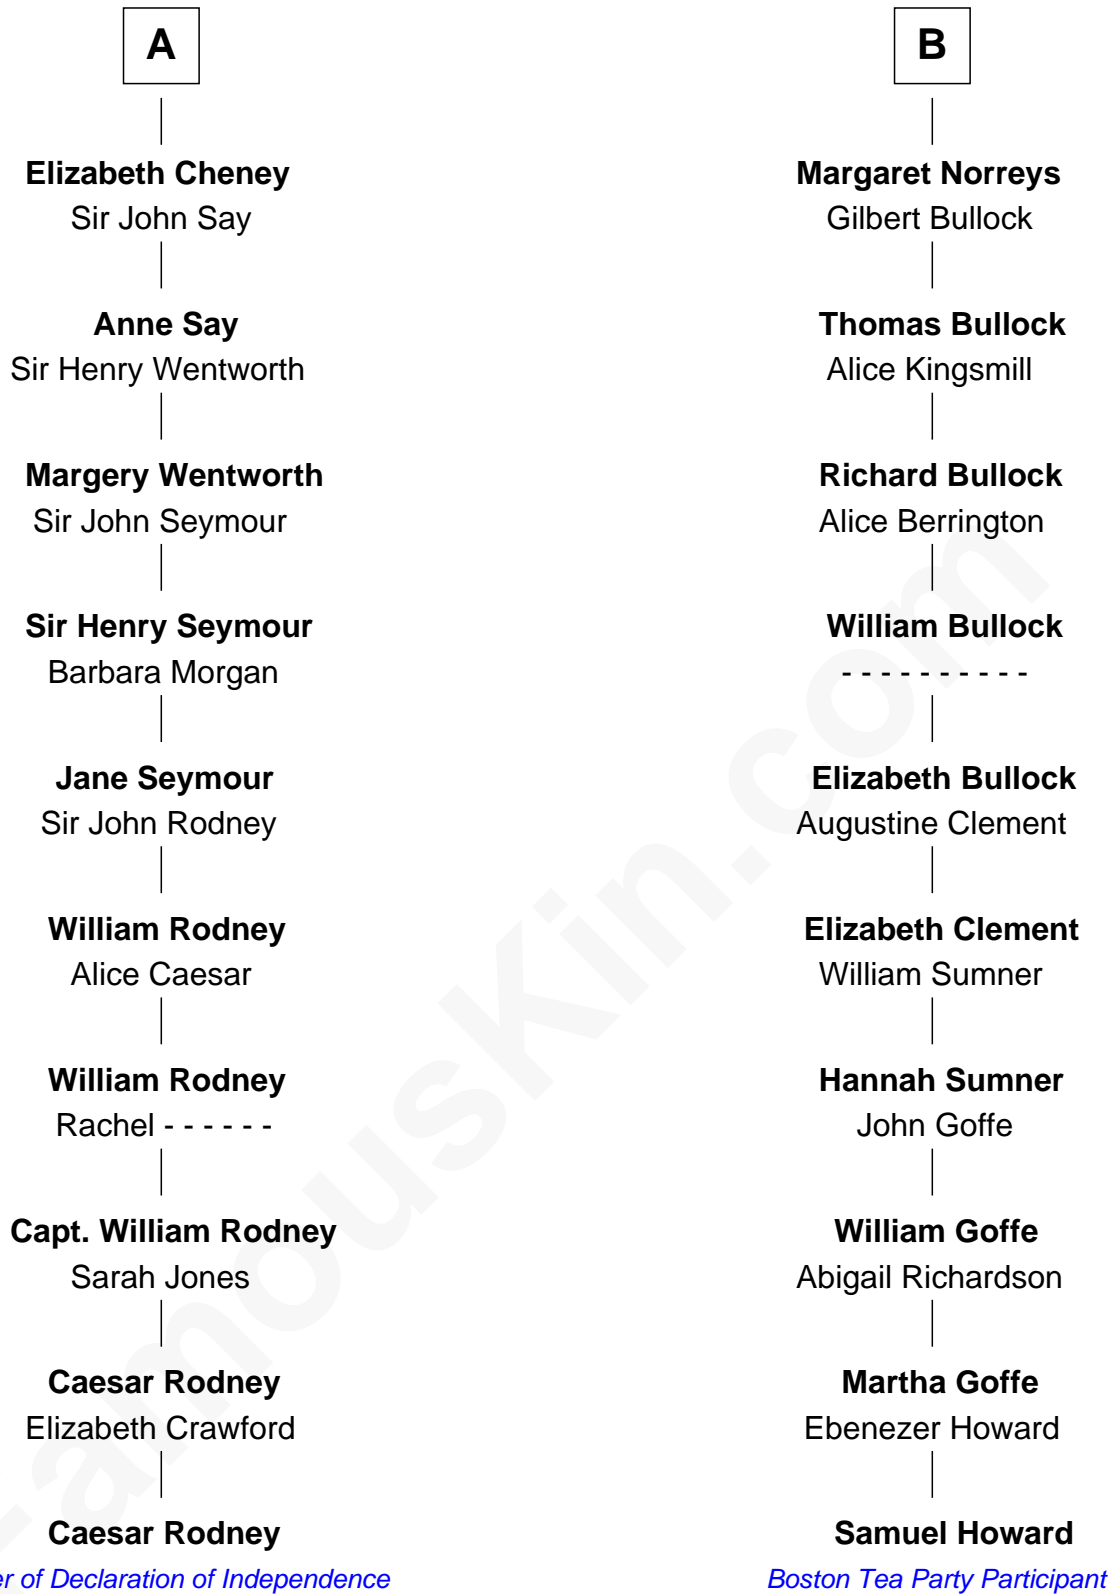 A
Elizabeth Cheney
Sir John Say
Anne Say
Sir Henry Wentworth
Margery Wentworth
Sir John Seymour
Sir Henry Seymour
Barbara Morgan
Jane Seymour
Sir John Rodney
William Rodney
Alice Caesar
William Rodney
Rachel - - - - - -
Capt. William Rodney
Sarah Jones
Caesar Rodney
Elizabeth Crawford
Caesar Rodney
er of Declaration of Independence
B
Margaret Norreys
Gilbert Bullock
Thomas Bullock
Alice Kingsmill
Richard Bullock
Alice Berrington
William Bullock
- - - - - - - - - -
Elizabeth Bullock
Augustine Clement
Elizabeth Clement
William Sumner
Hannah Sumner
John Goffe
William Goffe
Abigail Richardson
Martha Goffe
Ebenezer Howard
Samuel Howard
Boston Tea Party Participant
FamousKin.com